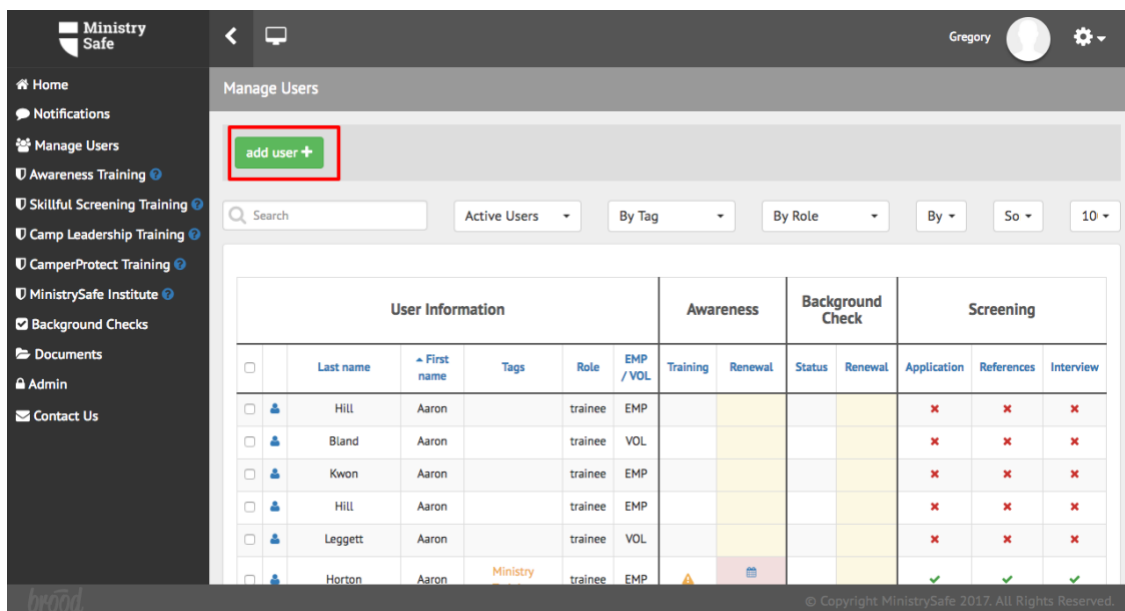 Ministry
Safe
Gregory
Home
Notifications
Manage Users
Awareness Training ?
Skillful Screening Training ?
Camp Leadership Training ?
CamperProtect Training ?
MinistrySafe Institute ?
Background Checks
Documents
Admin
Contact Us
Manage Users
add user +
Search
Active Users
By Tag
By Role
By
So
10
User Information
Awareness
Background
Check
Screening
Last name
First
name
Tags
Role
EMP
/ VOL
Training
Renewal
Status
Renewal
Application
References
Interview
Hill Aaron trainee EMP
Bland Aaron trainee VOL
Kwon Aaron trainee EMP
Hill Aaron trainee EMP
Leggett Aaron trainee VOL
Horton Aaron Ministry trainee EMP
brood
© Copyright MinistrySafe 2017. All Rights Reserved.